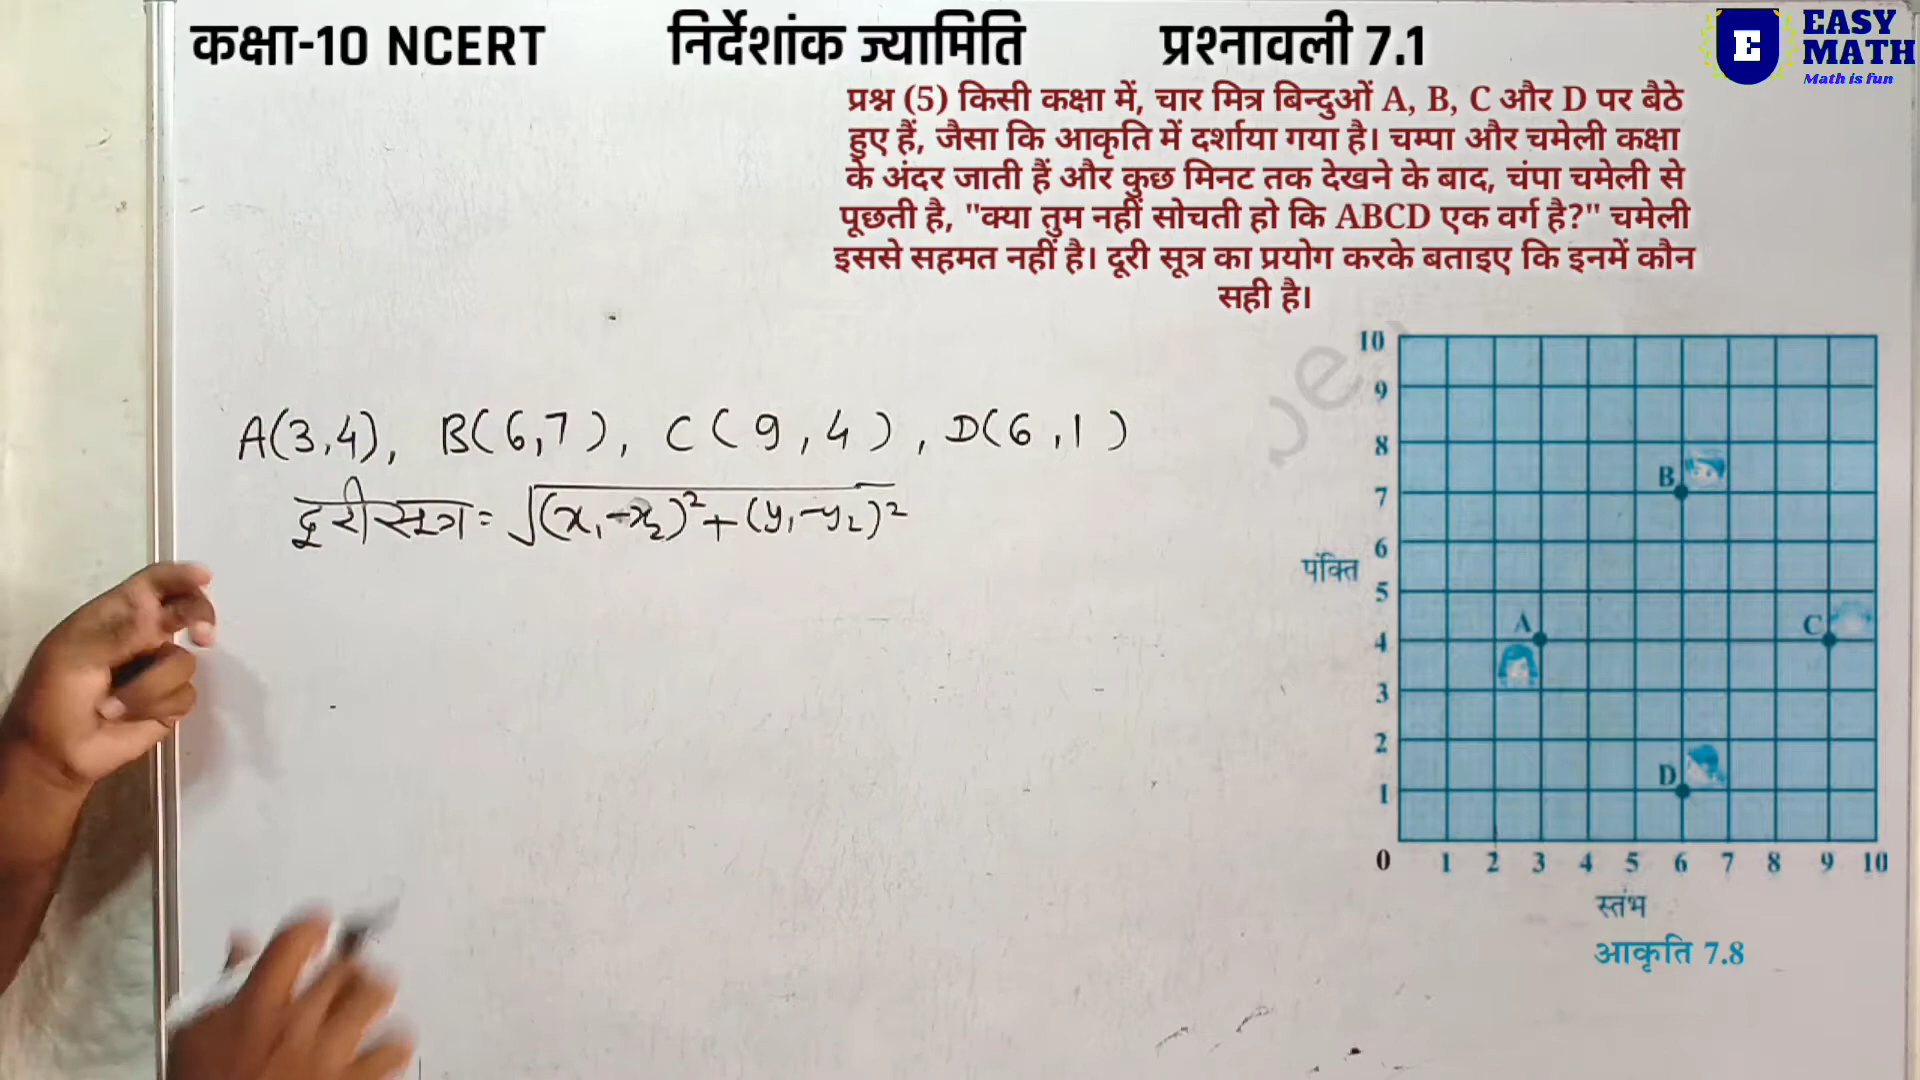 कक्षा-10 NCERT निर्देशांक ज्यामिति प्रश्नावली 7.1
E EASY MATH
Math is fun
प्रश्न (5) किसी कक्षा में, चार मित्र बिन्दुओं A, B, C और D पर बैठे
हुए हैं, जैसा कि आकृति में दर्शाया गया है। चम्पा और चमेली कक्षा
के अंदर जाती हैं और कुछ मिनट तक देखने के बाद, चंपा चमेली से
पूछती है, "क्या तुम नहीं सोचती हो कि ABCD एक वर्ग है?" चमेली
इससे सहमत नहीं है। दूरी सूत्र का प्रयोग करके बताइए कि इनमें कौन
सही है।
A(3,4), B(6,7), C(9,4), D(6,1)
दूरी सूत्र = √(x₁-x₂)²+(y₁-y₂)²
10
9
8
B
7
6
पंक्ति
5
A C
4
3
2
D
1
0 1 2 3 4 5 6 7 8 9 10
स्तंभ
आकृति 7.8